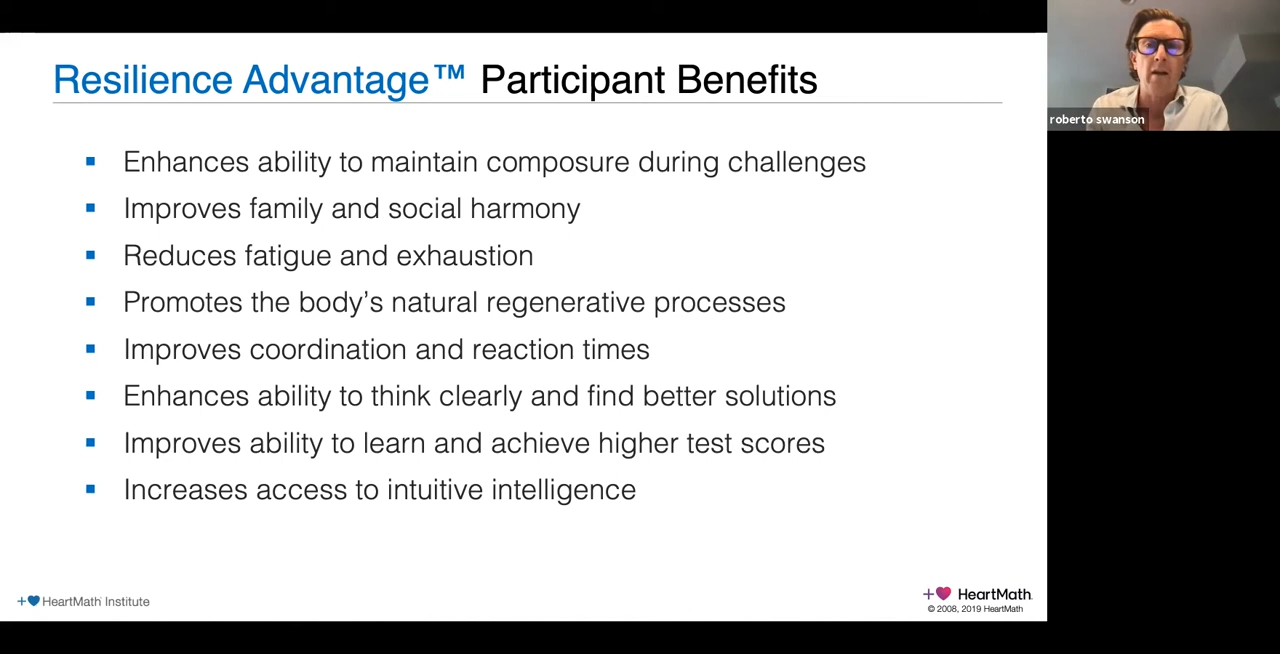 Resilience Advantage™ Participant Benefits
Enhances ability to maintain composure during challenges
Improves family and social harmony
Reduces fatigue and exhaustion
Promotes the body’s natural regenerative processes
Improves coordination and reaction times
Enhances ability to think clearly and find better solutions
Improves ability to learn and achieve higher test scores
Increases access to intuitive intelligence
HeartMath Institute
HeartMath.
© 2008, 2019 HeartMath
roberto swanson